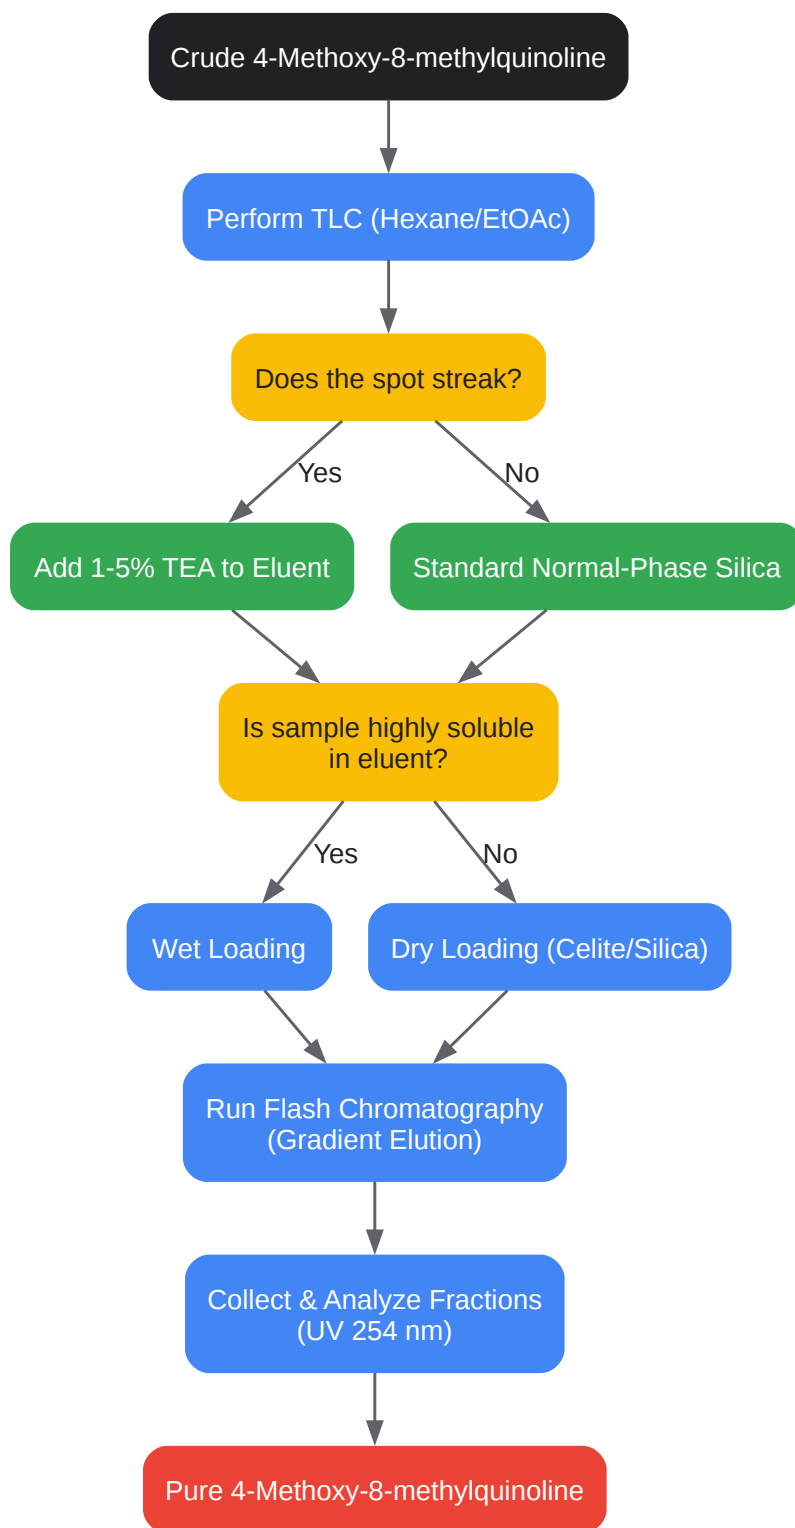 Crude 4-Methoxy-8-methylquinoline
Perform TLC (Hexane/EtOAc)
Does the spot streak?
Yes
No
Add 1-5% TEA to Eluent
Standard Normal-Phase Silica
Is sample highly soluble
in eluent?
Yes
No
Wet Loading
Dry Loading (Celite/Silica)
Run Flash Chromatography
(Gradient Elution)
Collect & Analyze Fractions
(UV 254 nm)
Pure 4-Methoxy-8-methylquinoline